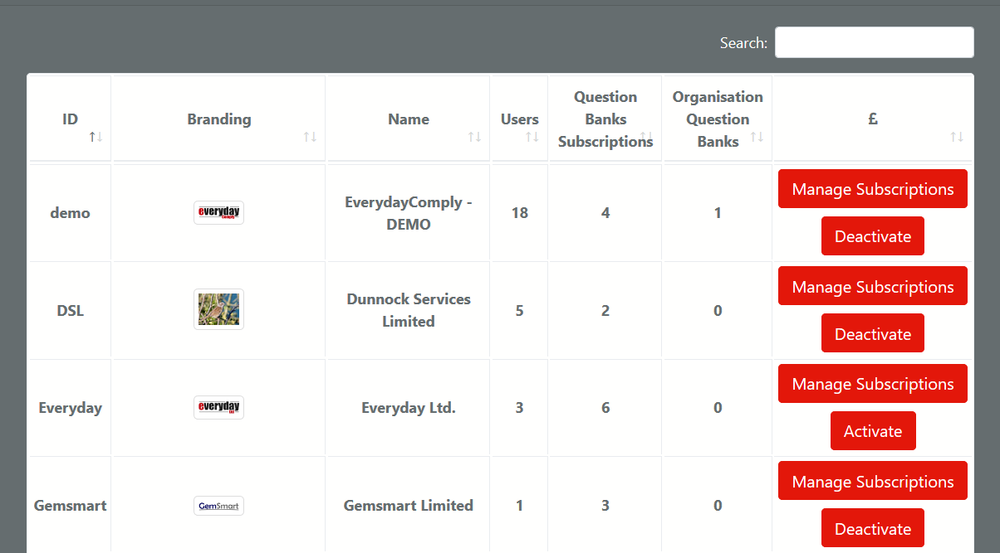 Search:
ID
Branding
Name
Users
Question
Banks
Subscriptions
Organisation
Question
Banks
£
demo
everyday
Comply
EverydayComply -
DEMO
18
4
1
Manage Subscriptions
Deactivate
DSL
Dunnock Services
Limited
5
2
0
Manage Subscriptions
Deactivate
Everyday
everyday
Everyday Ltd.
3
6
0
Manage Subscriptions
Activate
Gemsmart
GemSmart
Gemsmart Limited
1
3
0
Manage Subscriptions
Deactivate